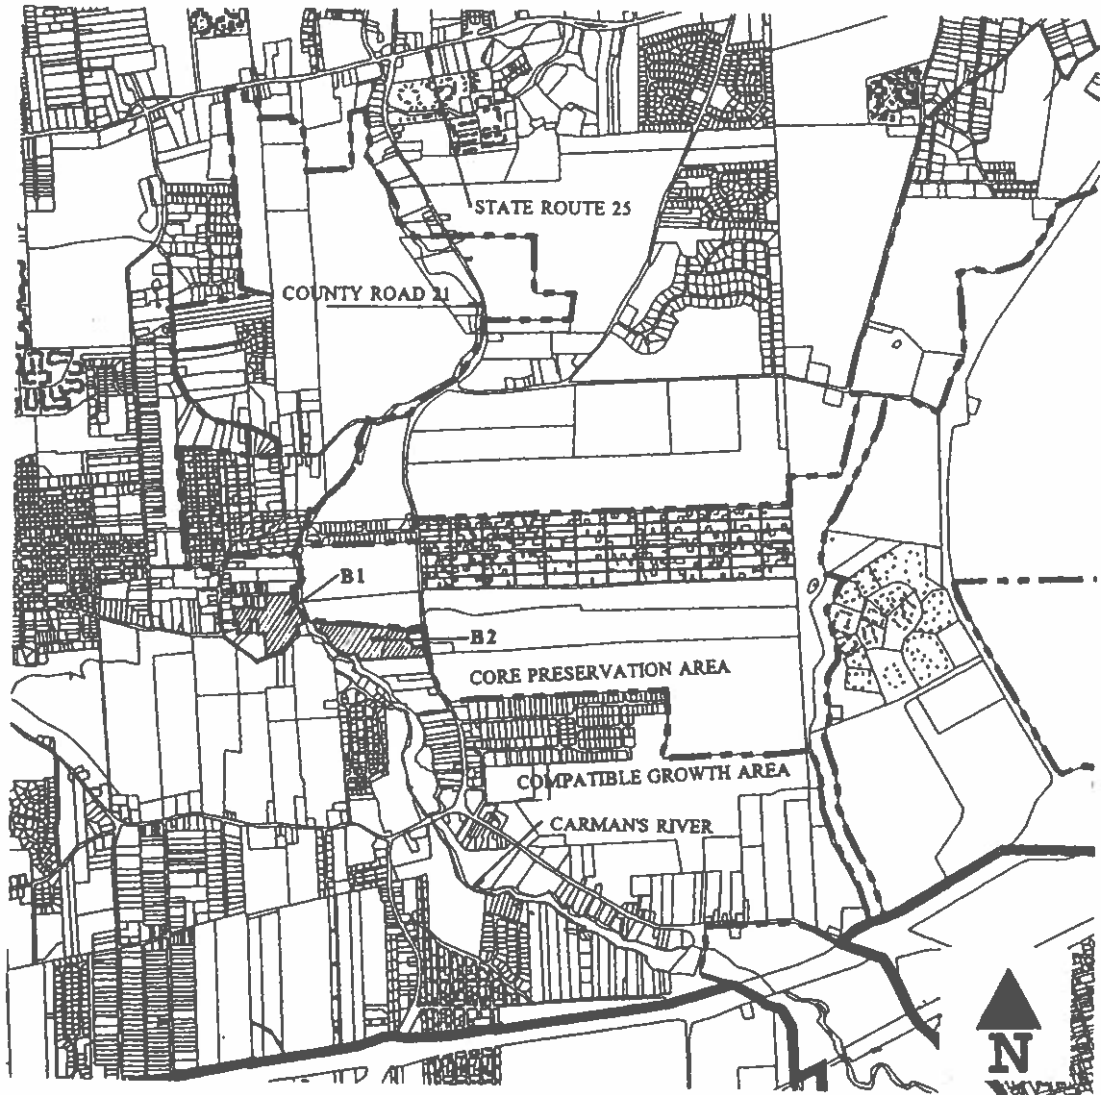 STATE ROUTE 25
COUNTY ROAD 21
B1
B2
CORE PRESERVATION AREA
COMPATIBLE GROWTH AREA
CARMAN'S RIVER
N